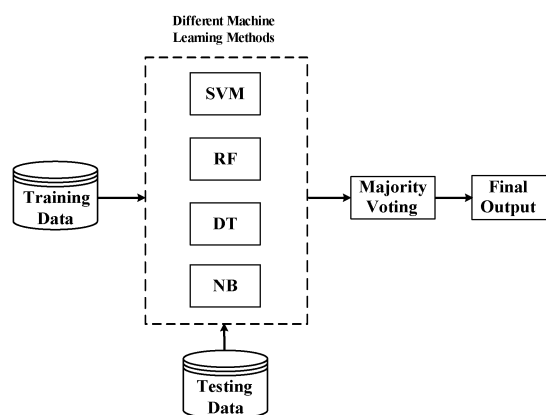 Different Machine
Learning Methods
SVM
RF
DT
NB
Training
Data
Majority
Voting
Final
Output
Testing
Data